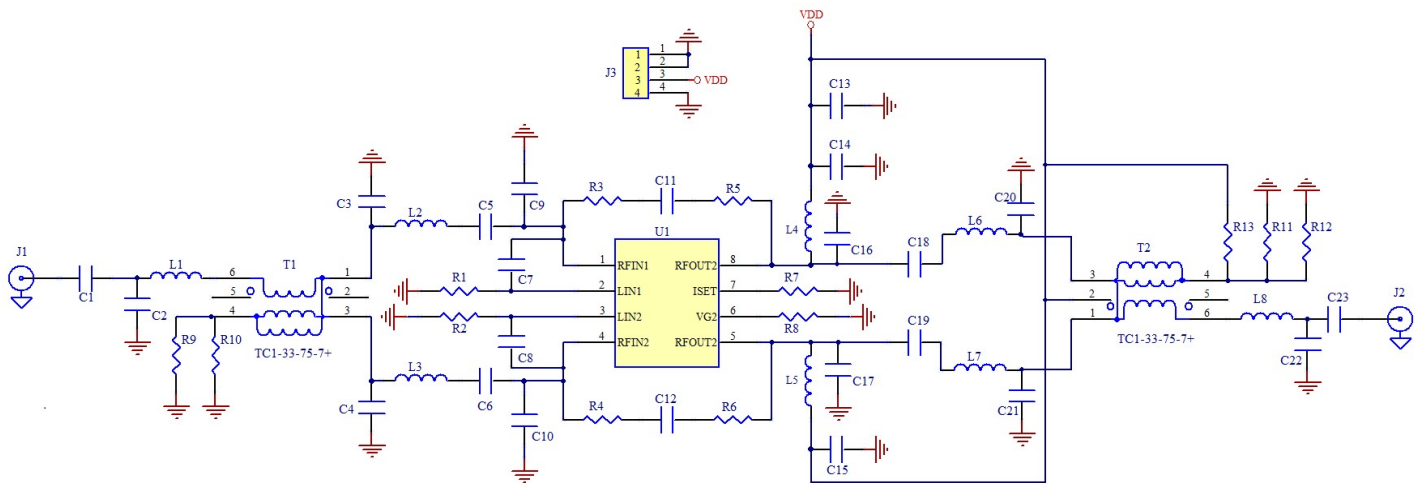 VDD
J3
1 1
2 2
3 3 VDD
4 4
C13
C14
C3
L2
C5
C9
R3
C11
R5
L4
C16
C20
L6
C18
R13
R11
R12
J1
C1
L1
C2
6
T1
1
5
2
4
3
TC1-33-75-7+
R9
R10
C7
R1
R2
C8
U1
1 RFIN1 RFOUT2 8
2 LIN1 ISET 7
3 LIN2 VG2 6
4 RFIN2 RFOUT2 5
R7
R8
C19
L7
L5
C17
C21
T2
3
4
2
5
1
6
TC1-33-75-7+
L8
C23
J2
C22
L3
C6
C4
C10
R4
C12
R6
C15